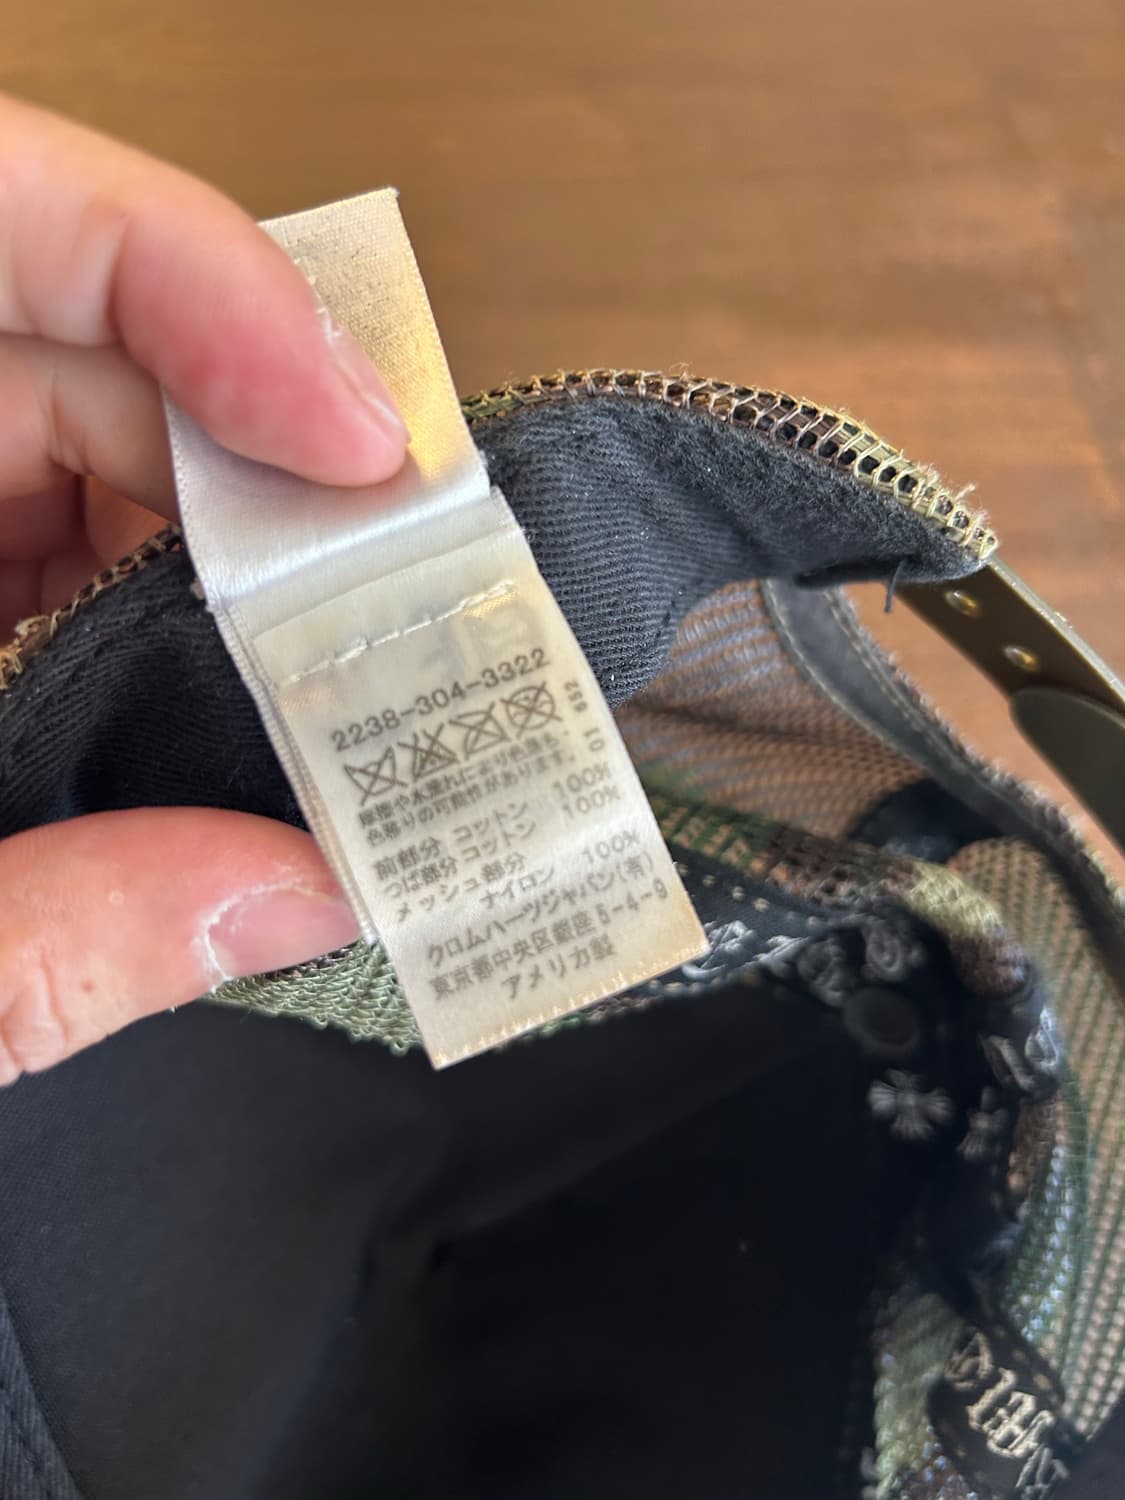 2238-304-3322
摩擦や水濡れにより色落ち、
色移りの可能性があります。
前部分 コットン 100%
つば部分 コットン 100%
メッシュ部分
ナイロン 100%
クロムハーツジャパン(有)
東京都中央区銀座5-4-9
アメリカ製
01